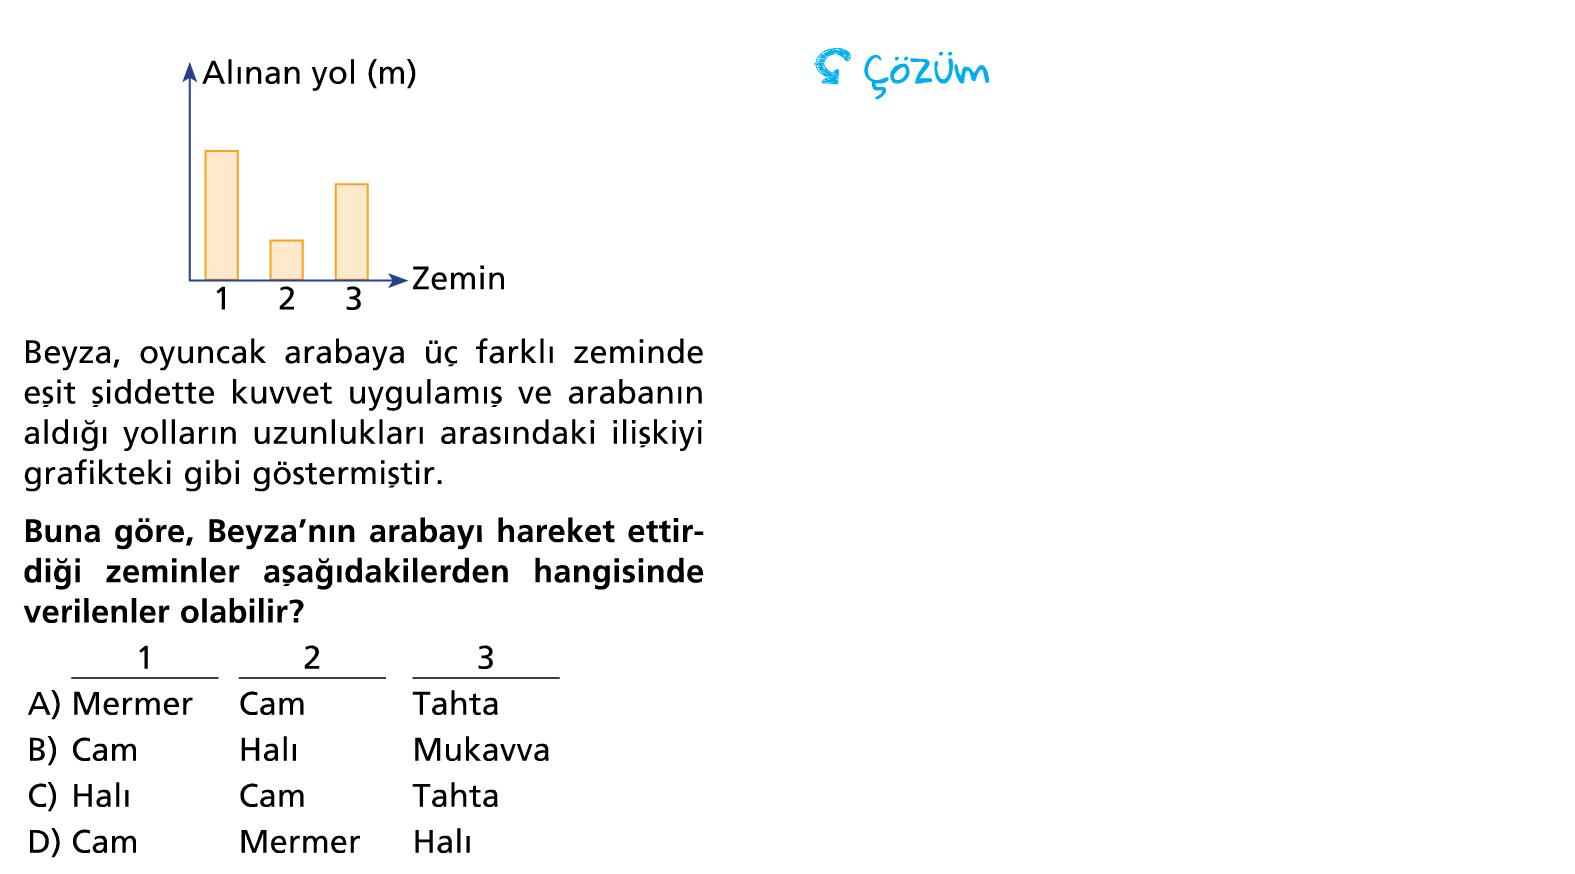 Alınan yol (m)
Zemin
1 2 3
Beyza, oyuncak arabaya üç farklı zeminde
eşit şiddette kuvvet uygulamış ve arabanın
aldığı yolların uzunlukları arasındaki ilişkiyi
grafikteki gibi göstermiştir.
Buna göre, Beyza’nın arabayı hareket ettir-
diği zeminler aşağıdakilerden hangisinde
verilenler olabilir?
1 2 3
A) Mermer Cam Tahta
B) Cam Halı Mukavva
C) Halı Cam Tahta
D) Cam Mermer Halı
Çözüm